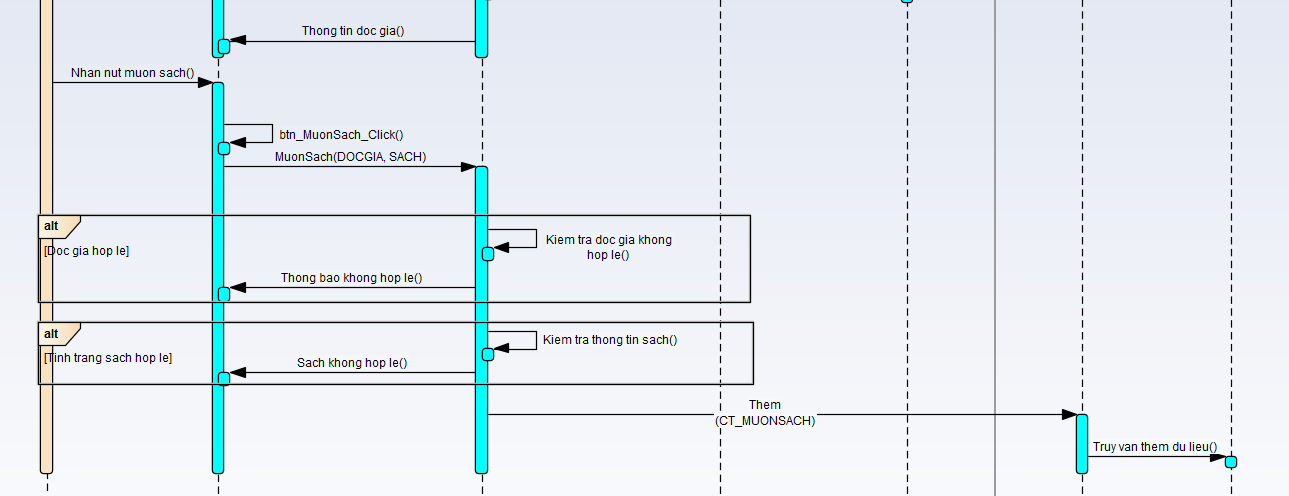 Thong tin doc gia()
Nhan nut muon sach()
btn_MuonSach_Click()
MuonSach(DOCGIA, SACH)
alt
[Doc gia hop le]
Kiem tra doc gia khong
hop le()
Thong bao khong hop le()
alt
[Tinh trang sach hop le]
Kiem tra thong tin sach()
Sach khong hop le()
Them
(CT_MUONSACH)
Truy van them du lieu()